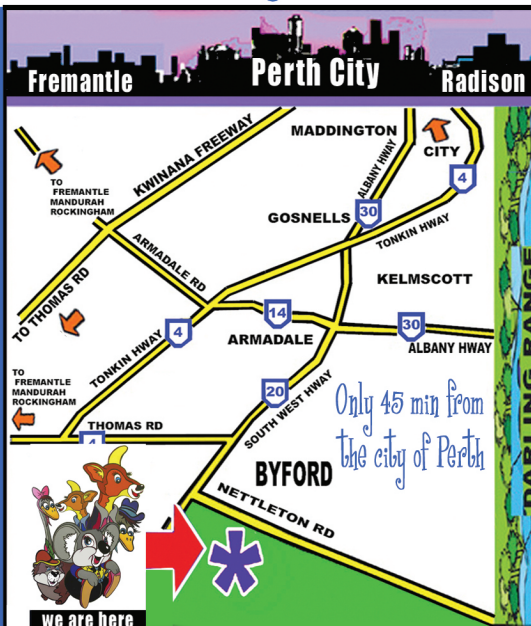 Fremantle
Perth City
Radison
MADDINGTON
CITY
KWINANA FREEWAY
ALBANY HWAY
4
TO
FREMANTLE
MANDURAH
ROCKINGHAM
GOSNELLS
30
TONKIN HWAY
ARMADALE RD
KELMSCOTT
TO THOMAS RD
14
30
TONKIN HWAY
4
ARMADALE
ALBANY HWAY
TO
FREMANTLE
MANDURAH
ROCKINGHAM
20
SOUTH WEST HWAY
Only 45 min from
the city of Perth
THOMAS RD
4
BYFORD
NETTLETON RD
we are here